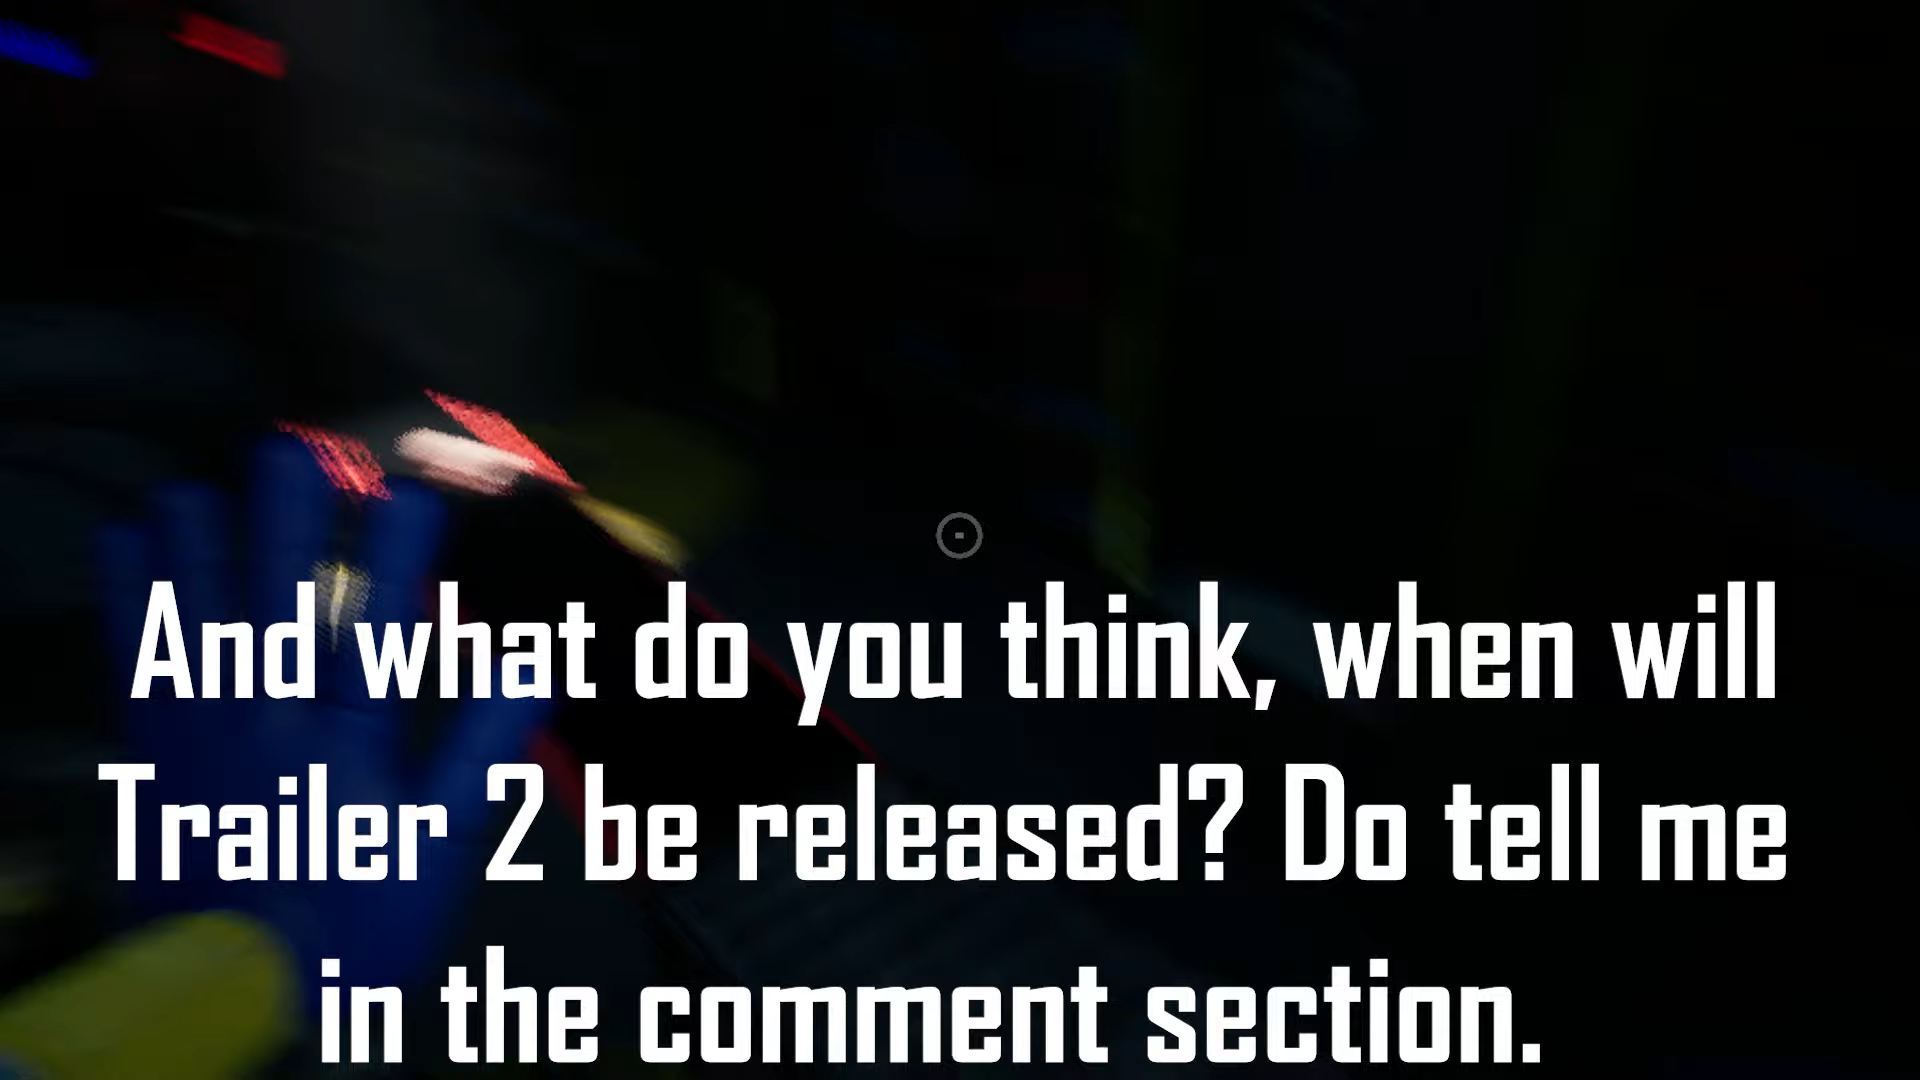 And what do you think, when will
Trailer 2 be released? Do tell me
in the comment section.